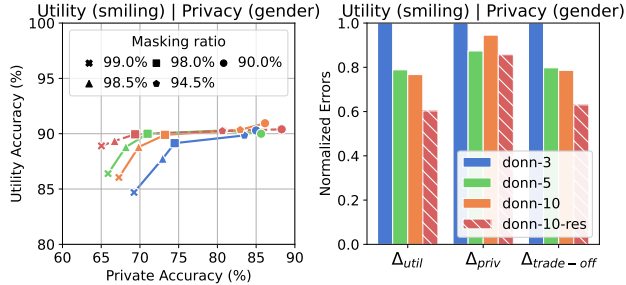 Utility (smiling) | Privacy (gender)
100
95
90
85
80
Utility Accuracy (%)
Masking ratio
99.0%
98.0%
90.0%
98.5%
94.5%
60
65
70
75
80
85
90
Private Accuracy (%)
Utility (smiling) | Privacy (gender)
1.0
0.8
0.6
0.4
0.2
0.0
Normalized Errors
donn-3
donn-5
donn-10
donn-10-res
Δutil
Δpriv
Δtrade−off